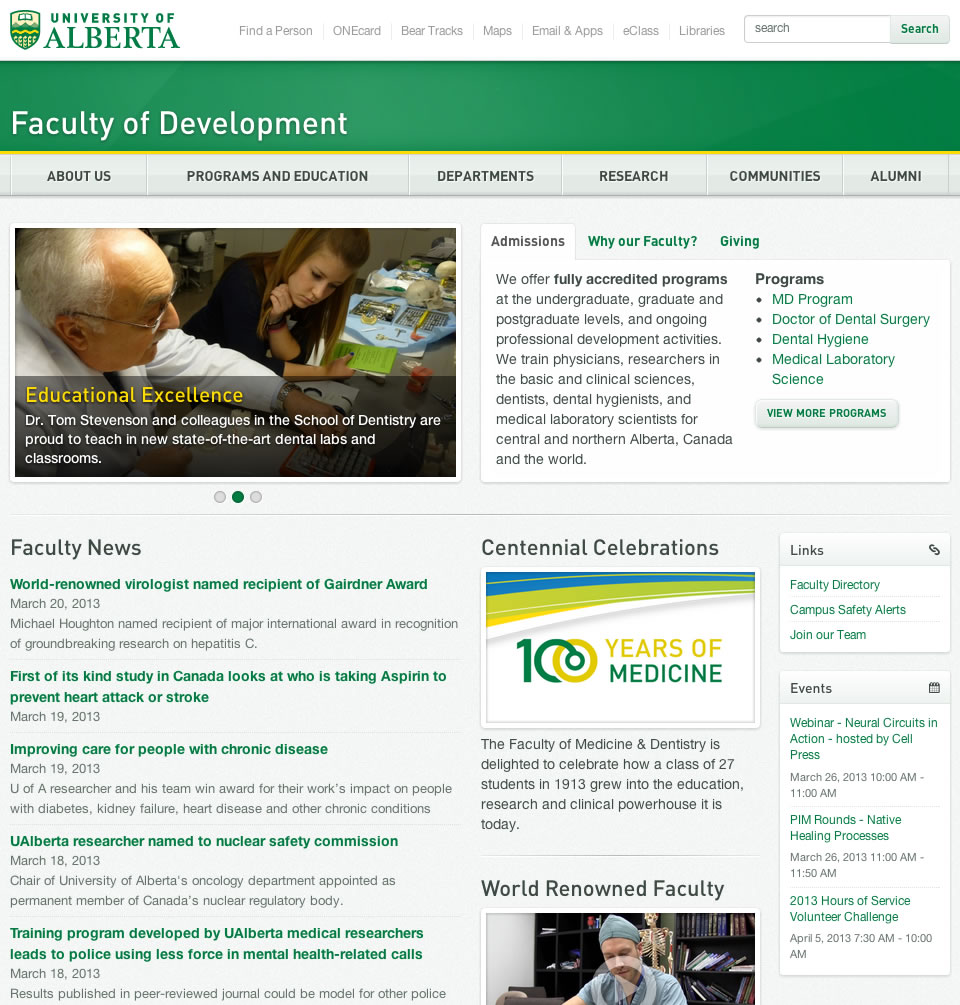 UNIVERSITY OF
ALBERTA
Find a Person
ONEcard
Bear Tracks
Maps
Email & Apps
eClass
Libraries
search
Search
Faculty of Development
ABOUT US
PROGRAMS AND EDUCATION
DEPARTMENTS
RESEARCH
COMMUNITIES
ALUMNI
Educational Excellence
Dr. Tom Stevenson and colleagues in the School of Dentistry are
proud to teach in new state-of-the-art dental labs and
classrooms.
Admissions
Why our Faculty?
Giving
We offer fully accredited programs
at the undergraduate, graduate and
postgraduate levels, and ongoing
professional development activities.
We train physicians, researchers in
the basic and clinical sciences,
dentists, dental hygienists, and
medical laboratory scientists for
central and northern Alberta, Canada
and the world.
Programs
MD Program
Doctor of Dental Surgery
Dental Hygiene
Medical Laboratory
Science
VIEW MORE PROGRAMS
Faculty News
World-renowned virologist named recipient of Gairdner Award
March 20, 2013
Michael Houghton named recipient of major international award in recognition
of groundbreaking research on hepatitis C.
First of its kind study in Canada looks at who is taking Aspirin to
prevent heart attack or stroke
March 19, 2013
Improving care for people with chronic disease
March 19, 2013
U of A researcher and his team win award for their work's impact on people
with diabetes, kidney failure, heart disease and other chronic conditions
UAlberta researcher named to nuclear safety commission
March 18, 2013
Chair of University of Alberta's oncology department appointed as
permanent member of Canada's nuclear regulatory body.
Training program developed by UAlberta medical researchers
leads to police using less force in mental health-related calls
March 18, 2013
Results published in peer-reviewed journal could be model for other police
Centennial Celebrations
100 YEARS OF
MEDICINE
The Faculty of Medicine & Dentistry is
delighted to celebrate how a class of 27
students in 1913 grew into the education,
research and clinical powerhouse it is
today.
World Renowned Faculty
Links
Faculty Directory
Campus Safety Alerts
Join our Team
Events
Webinar - Neural Circuits in
Action - hosted by Cell
Press
March 26, 2013 10:00 AM -
11:00 AM
PIM Rounds - Native
Healing Processes
March 26, 2013 11:00 AM -
11:50 AM
2013 Hours of Service
Volunteer Challenge
April 5, 2013 7:30 AM - 10:00
AM